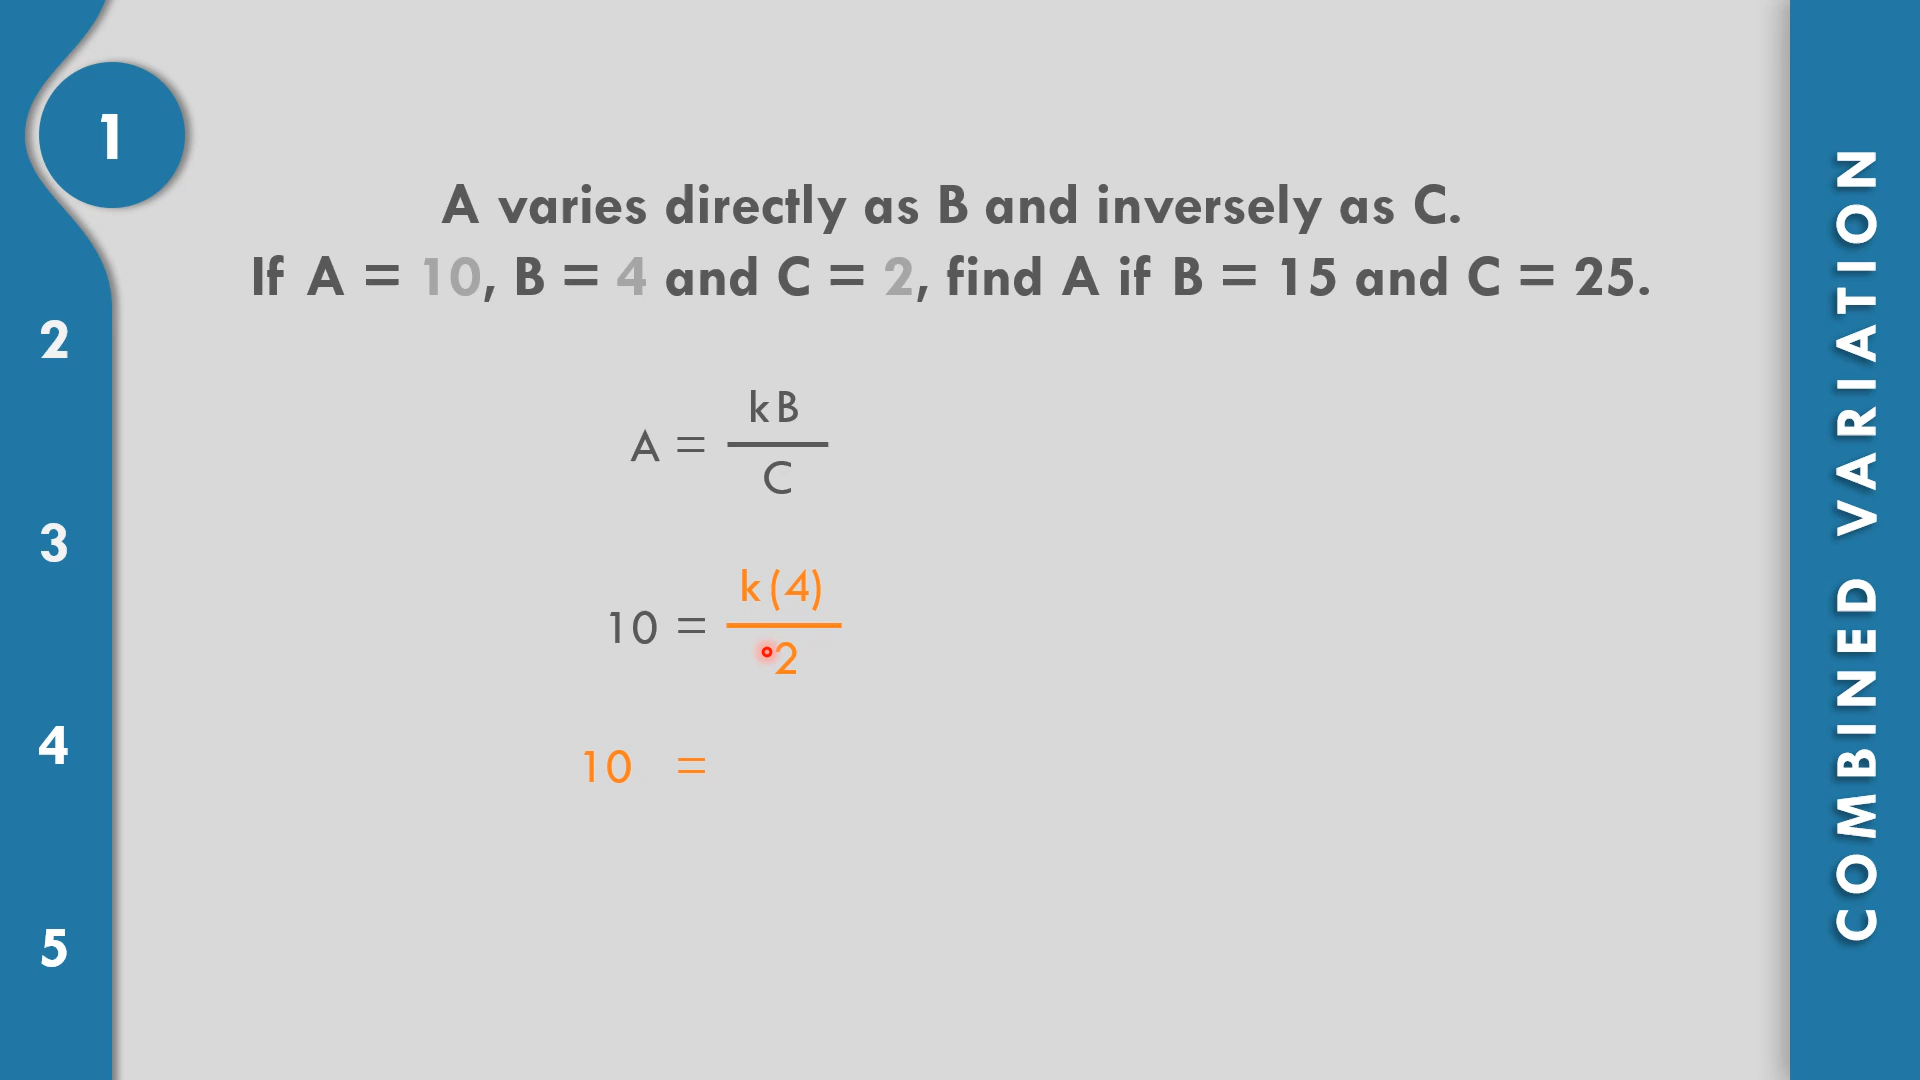 1
A varies directly as B and inversely as C.
If A = 10, B = 4 and C = 2, find A if B = 15 and C = 25.
A = kB / C
10 = k(4) / 2
10 =
2
3
4
5
COMBINED VARIATION